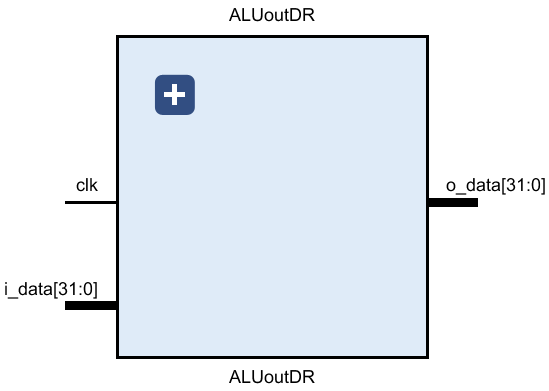 ALUoutDR
clk
o_data[31:0]
i_data[31:0]
ALUoutDR